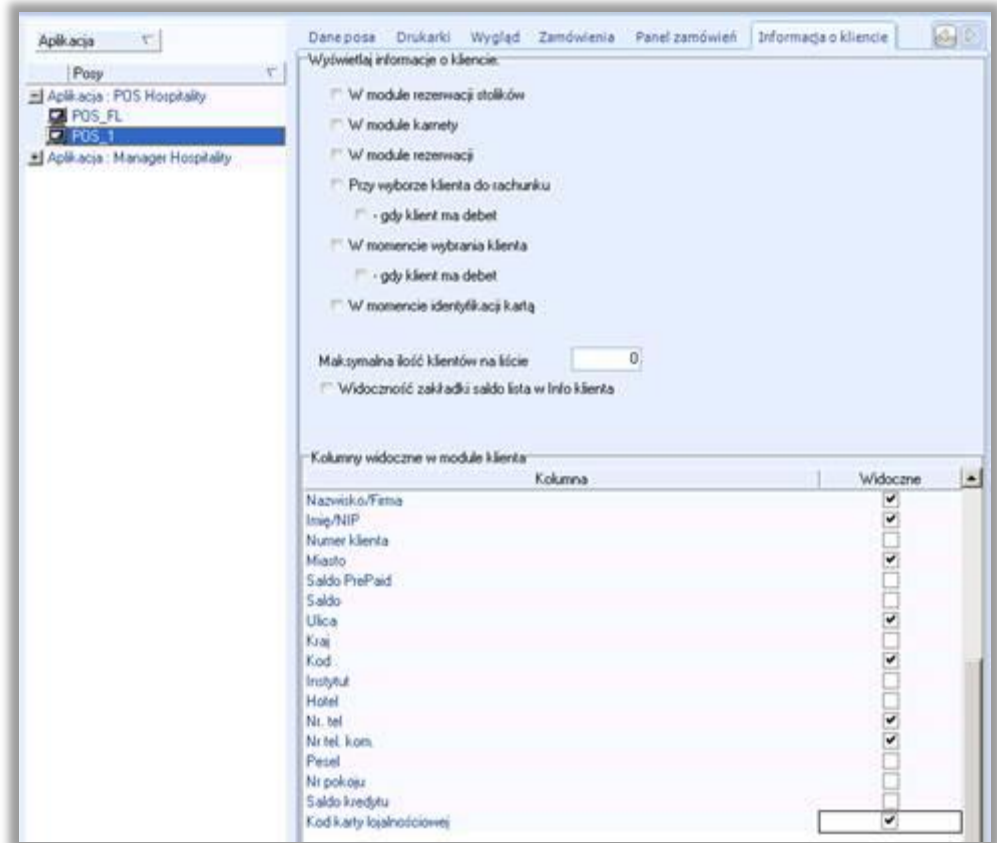 Aplikacja
Posy
Aplikacja : POS Hospitality
POS_FL
POS_1
Aplikacja : Manager Hospitality
Dane posa Drukarki Wygląd Zamówienia Panel zamówień Informacja o kliencie
Wyświetlaj informacje o kliencie.
W module rezerwacji stolików
W module karnety
W module rezerwacji
Przy wyborze klienta do rachunku
- gdy klient ma debet
W momencie wybrania klienta
- gdy klient ma debet
W momencie identyfikacji kartą
Maksymalna ilość klientów na liście 0
Widoczność zakładki saldo lista w Info klienta
Kolumny widoczne w module klienta
Kolumna Widoczne
Nazwisko/Firma
Imię/NIP
Numer klienta
Miasto
Saldo PrePaid
Saldo
Ulica
Kraj
Kod
Instytut
Hotel
Nr. tel
Nr tel. kom.
Pesel
Nr pokoju
Saldo kredytu
Kod karty lojalnościowej